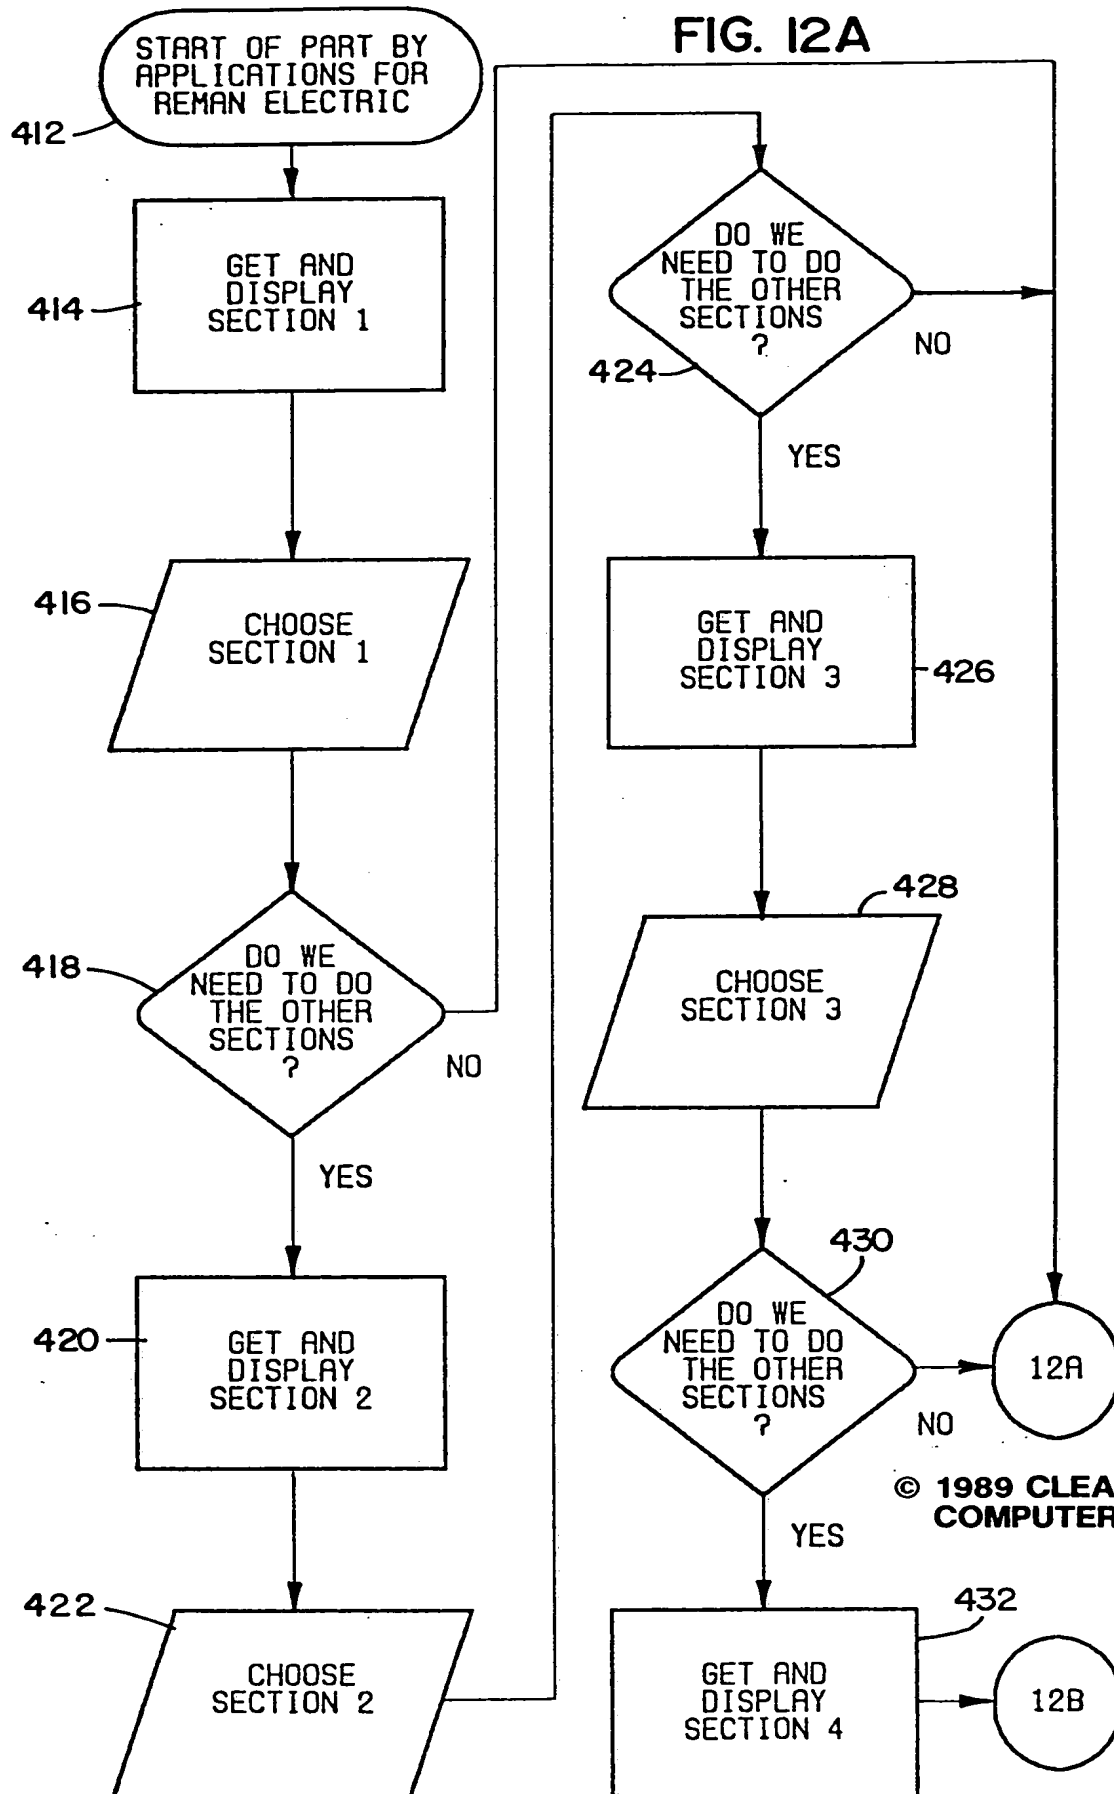 FIG. 12A
START OF PART BY
APPLICATIONS FOR
REMAN ELECTRIC
412
GET AND
DISPLAY
SECTION 1
414
416
CHOOSE
SECTION 1
418
DO WE
NEED TO DO
THE OTHER
SECTIONS
?
NO
YES
420
GET AND
DISPLAY
SECTION 2
422
CHOOSE
SECTION 2
DO WE
NEED TO DO
THE OTHER
SECTIONS
?
424
NO
YES
GET AND
DISPLAY
SECTION 3
426
428
CHOOSE
SECTION 3
430
DO WE
NEED TO DO
THE OTHER
SECTIONS
?
12A
NO
© 1989 CLEA
COMPUTER
YES
432
GET AND
DISPLAY
SECTION 4
12B